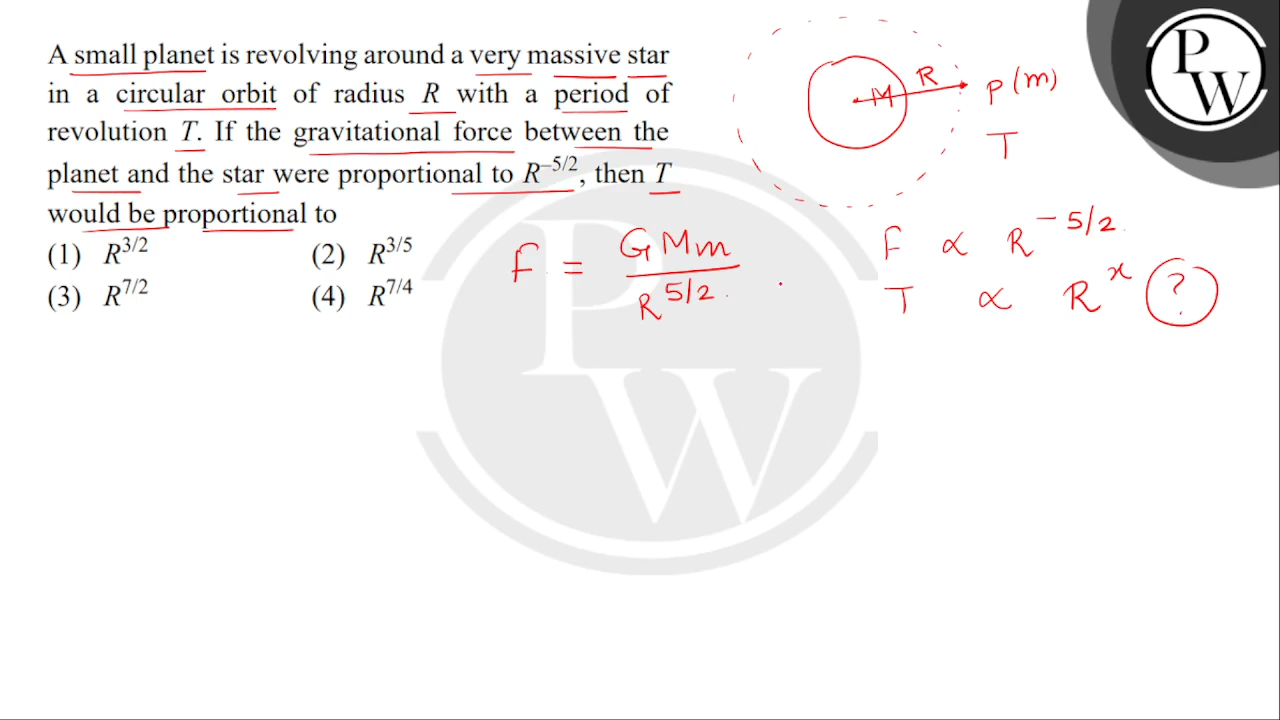 A small planet is revolving around a very massive star
in a circular orbit of radius R with a period of
revolution T. If the gravitational force between the
planet and the star were proportional to R^–5/2, then T
would be proportional to
(1) R^3/2 (2) R^3/5
(3) R^7/2 (4) R^7/4
M R P(m)
T
F ∝ R^-5/2
T ∝ R^x ?
F = GMm / R^5/2
P
W
P
W